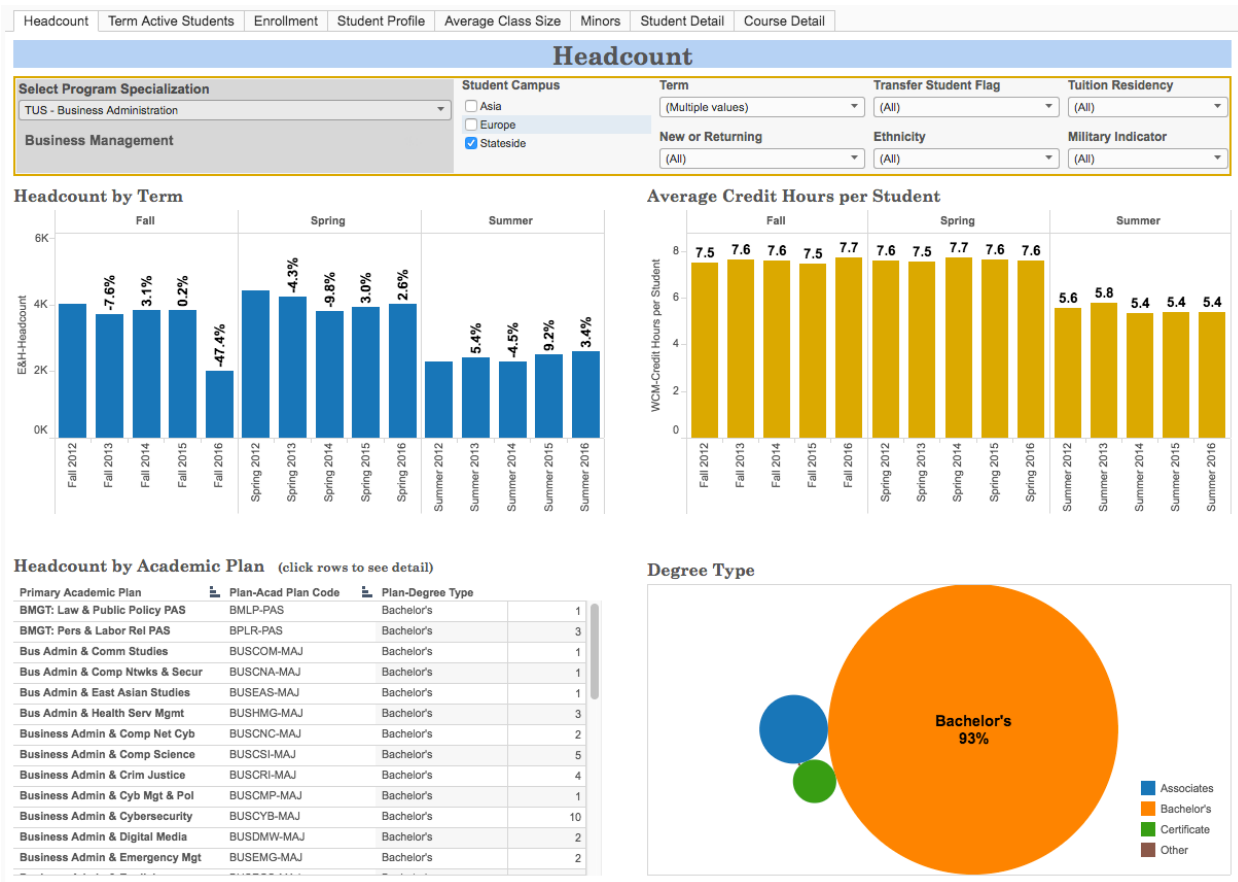 Headcount Term Active Students Enrollment Student Profile Average Class Size Minors Student Detail Course Detail
Headcount
Select Program Specialization
TUS - Business Administration
Business Management
Student Campus
Asia
Europe
Stateside
Term
(Multiple values)
Transfer Student Flag
(All)
Tuition Residency
(All)
New or Returning
(All)
Ethnicity
(All)
Military Indicator
(All)
Headcount by Term
Fall Spring Summer
E&H-Headcount
6K
4K
2K
0K
-7.6% 3.1% 0.2% -47.4% -4.3% -9.8% 3.0% 2.6% 5.4% -4.5% 9.2% 3.4%
Fall 2012 Fall 2013 Fall 2014 Fall 2015 Fall 2016 Spring 2012 Spring 2013 Spring 2014 Spring 2015 Spring 2016 Summer 2012 Summer 2013 Summer 2014 Summer 2015 Summer 2016
Average Credit Hours per Student
Fall Spring Summer
WCM-Credit Hours per Student
8
6
4
2
0
7.5 7.6 7.6 7.5 7.7 7.6 7.5 7.7 7.6 7.6 5.6 5.8 5.4 5.4 5.4
Fall 2012 Fall 2013 Fall 2014 Fall 2015 Fall 2016 Spring 2012 Spring 2013 Spring 2014 Spring 2015 Spring 2016 Summer 2012 Summer 2013 Summer 2014 Summer 2015 Summer 2016
Headcount by Academic Plan (click rows to see detail)
Primary Academic Plan Plan-Acad Plan Code Plan-Degree Type
BMGT: Law & Public Policy PAS BMLP-PAS Bachelor's 1
BMGT: Pers & Labor Rel PAS BPLR-PAS Bachelor's 3
Bus Admin & Comm Studies BUSCOM-MAJ Bachelor's 1
Bus Admin & Comp Ntwks & Secur BUSCNA-MAJ Bachelor's 1
Bus Admin & East Asian Studies BUSEAS-MAJ Bachelor's 1
Bus Admin & Health Serv Mgmt BUSHMG-MAJ Bachelor's 3
Business Admin & Comp Net Cyb BUSCNC-MAJ Bachelor's 2
Business Admin & Comp Science BUSCSI-MAJ Bachelor's 5
Business Admin & Crim Justice BUSCRI-MAJ Bachelor's 4
Business Admin & Cyb Mgt & Pol BUSCMP-MAJ Bachelor's 1
Business Admin & Cybersecurity BUSCYB-MAJ Bachelor's 10
Business Admin & Digital Media BUSDMW-MAJ Bachelor's 2
Business Admin & Emergency Mgt BUSEMG-MAJ Bachelor's 2
Degree Type
Bachelor's
93%
Associates
Bachelor's
Certificate
Other